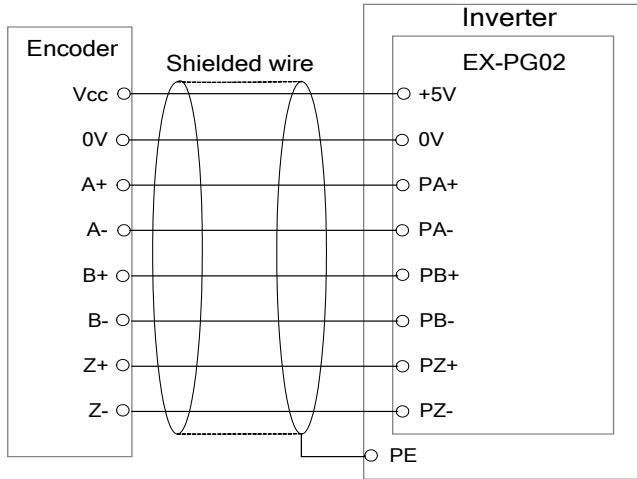 Inverter
Encoder
EX-PG02
Shielded wire
Vcc
+5V
0V
0V
A+
PA+
A-
PA-
B+
PB+
B-
PB-
Z+
PZ+
Z-
PZ-
PE